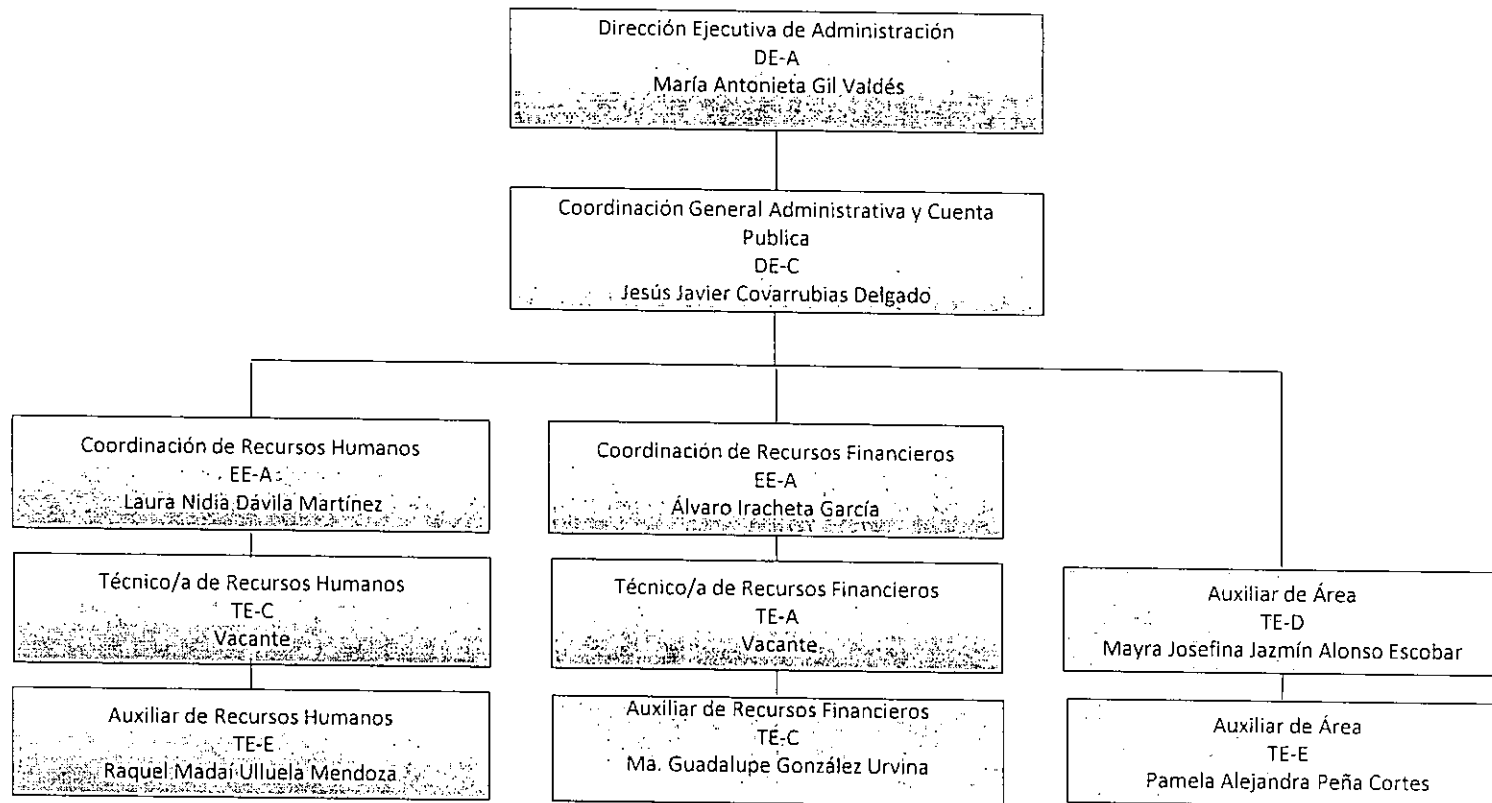 Dirección Ejecutiva de Administración
DE-A
María Antonieta Gil Valdés
Coordinación General Administrativa y Cuenta
Publica
DE-C
Jesús Javier Covarrubias Delgado
Coordinación de Recursos Humanos
EE-A
Laura Nidia Dávila Martínez
Coordinación de Recursos Financieros
EE-A
Álvaro Iracheta García
Técnico/a de Recursos Humanos
TE-C
Vacante
Técnico/a de Recursos Financieros
TE-A
Vacante
Auxiliar de Área
TE-D
Mayra Josefina Jazmín Alonso Escobar
Auxiliar de Recursos Humanos
TE-E
Raquel Madaí Ulluela Mendoza
Auxiliar de Recursos Financieros
TE-C
Ma. Guadalupe González Urvina
Auxiliar de Área
TE-E
Pamela Alejandra Peña Cortes